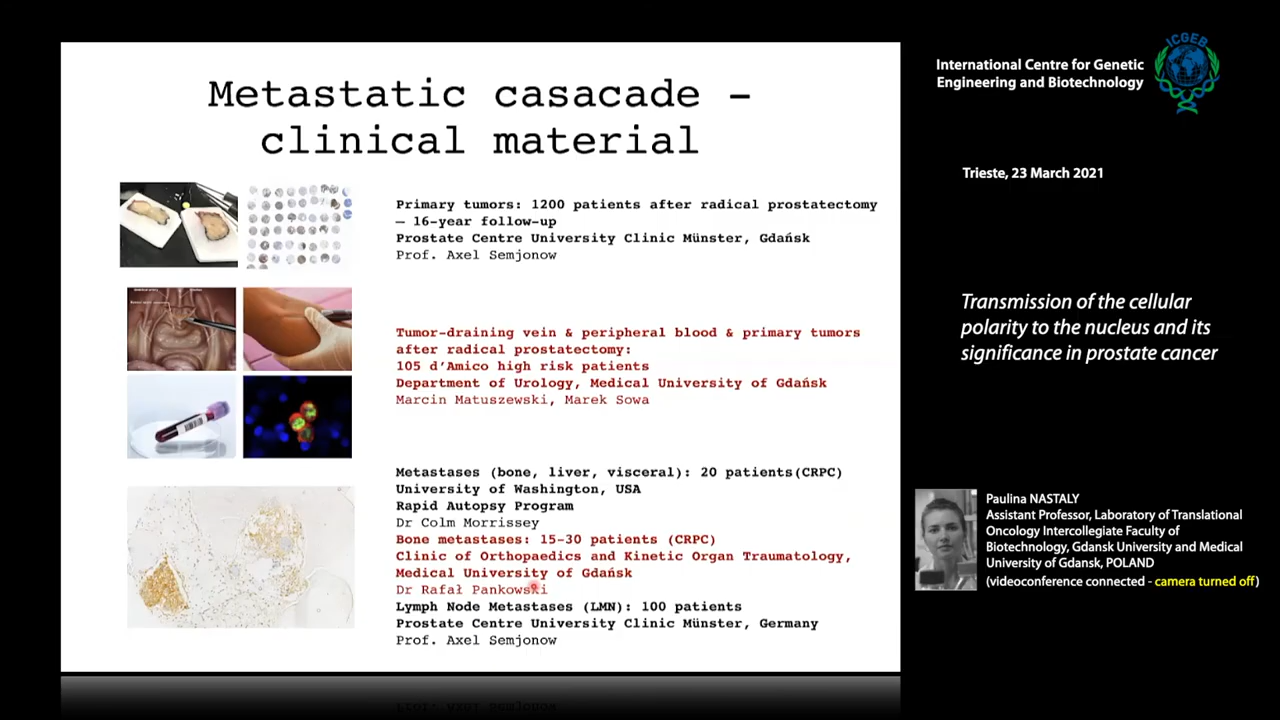 Metastatic casacade -
clinical material
Primary tumors: 1200 patients after radical prostatectomy
— 16-year follow-up
Prostate Centre University Clinic Münster, Gdańsk
Prof. Axel Semjonow
Tumor-draining vein & peripheral blood & primary tumors
after radical prostatectomy:
105 d'Amico high risk patients
Department of Urology, Medical University of Gdańsk
Marcin Matuszewski, Marek Sowa
Metastases (bone, liver, visceral): 20 patients(CRPC)
University of Washington, USA
Rapid Autopsy Program
Dr Colm Morrissey
Bone metastases: 15-30 patients (CRPC)
Clinic of Orthopaedics and Kinetic Organ Traumatology,
Medical University of Gdańsk
Dr Rafał Pankowski
Lymph Node Metastases (LMN): 100 patients
Prostate Centre University Clinic Münster, Germany
Prof. Axel Semjonow
International Centre for Genetic
Engineering and Biotechnology
ICGEB
Trieste, 23 March 2021
Transmission of the cellular
polarity to the nucleus and its
significance in prostate cancer
Paulina NASTALY
Assistant Professor, Laboratory of Translational
Oncology Intercollegiate Faculty of
Biotechnology, Gdansk University and Medical
University of Gdansk, POLAND
(videoconference connected - camera turned off)